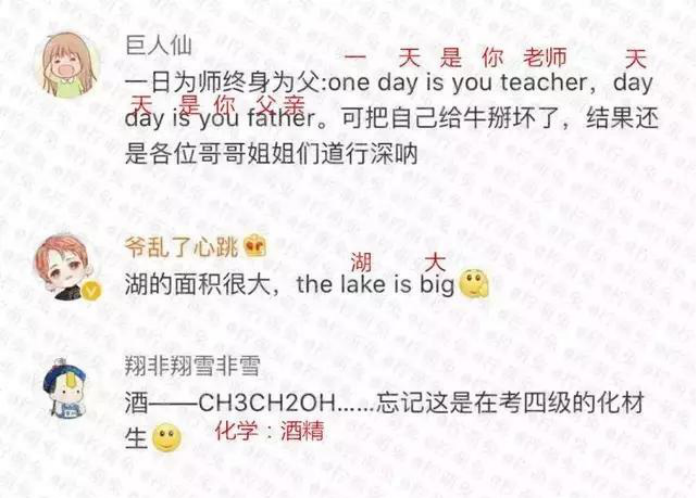 巨人仙
一 天 是 你 老师 天
一日为师终身为父:one day is you teacher，day
天 是 你 父亲
day is you father。可把自己给牛掰坏了，结果还
是各位哥哥姐姐们道行深呐
爷乱了心跳
湖 大
湖的面积很大，the lake is big
翔非翔雪非雪
酒——CH3CH2OH……忘记这是在考四级的化材
生
化学：酒精